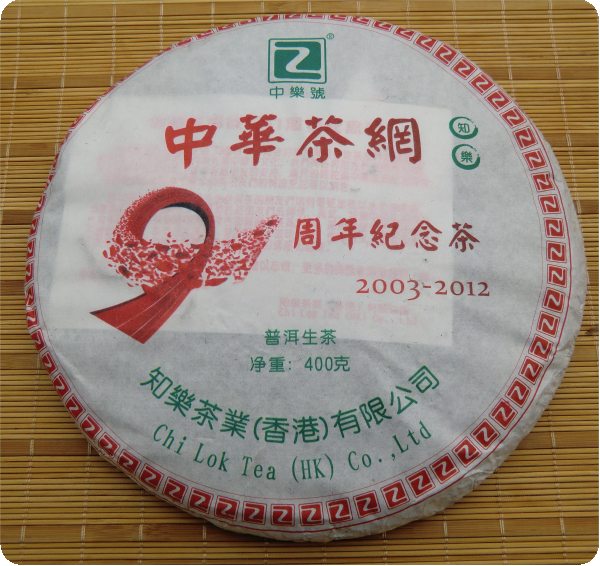 ®
中樂號
中華茶網
知
樂
9
周年紀念茶
2003-2012
普洱生茶
净重: 400克
知樂茶業(香港)有限公司
Chi Lok Tea (HK) Co.,Ltd